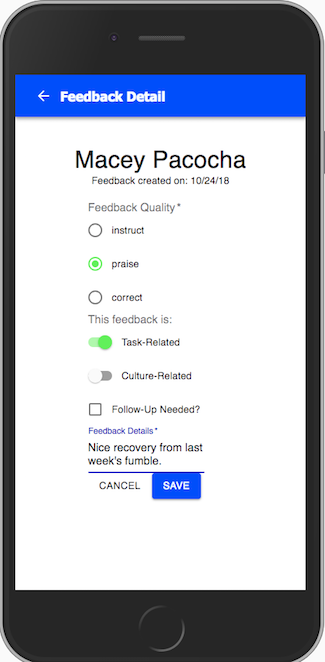 Feedback Detail
Macey Pacocha
Feedback created on: 10/24/18
Feedback Quality *
instruct
praise
correct
This feedback is:
Task-Related
Culture-Related
Follow-Up Needed?
Feedback Details *
Nice recovery from last
week's fumble.
CANCEL SAVE